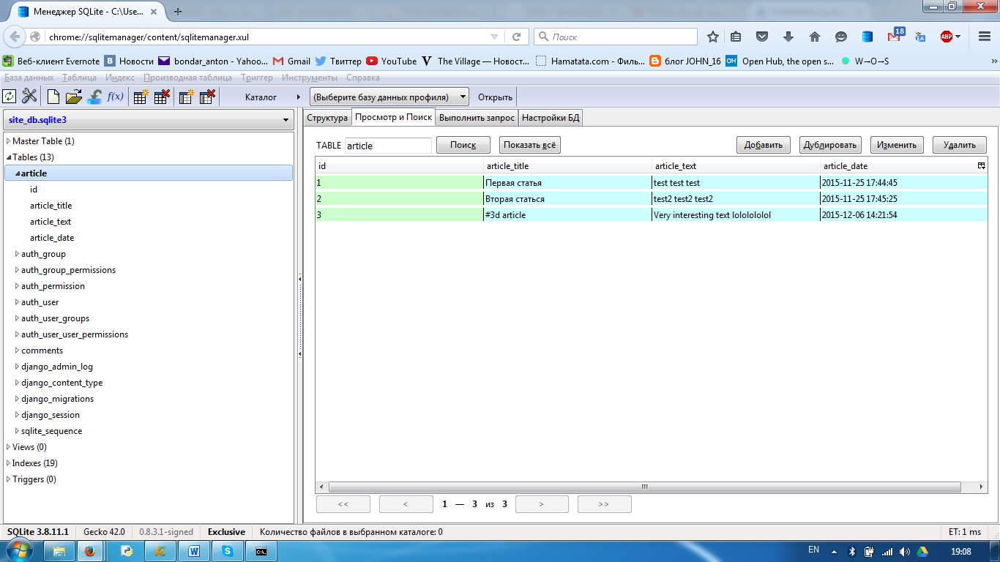 Менеджер SQLite - C:\Use...
chrome://sqlitemanager/content/sqlitemanager.xul
Поиск
18
ABP
Веб-клиент Evernote
B
Новости
bondar_anton - Yahoo...
Gmail
Твиттер
YouTube
V
The Village — Новост...
Hamatata.com - Филь...
блог JOHN_16
OH
Open Hub, the open s...
W→O→S
»
База данных Таблица Индекс Производная таблица Триггер Инструменты Справка
f(x)
Каталог
(Выберите базу данных профиля)
Открыть
site_db.sqlite3
Master Table (1)
Tables (13)
article
id
article_title
article_text
article_date
auth_group
auth_group_permissions
auth_permission
auth_user
auth_user_groups
auth_user_user_permissions
comments
django_admin_log
django_content_type
django_migrations
django_session
sqlite_sequence
Views (0)
Indexes (19)
Triggers (0)
Структура Просмотр и Поиск Выполнить запрос Настройки БД
TABLE article Поиск Показать всё Добавить Дублировать Изменить Удалить
id article_title article_text article_date
1 Первая статья test test test 2015-11-25 17:44:45
2 Вторая статься test2 test2 test2 2015-11-25 17:45:25
3 #3d article Very interesting text lolololololol 2015-12-06 14:21:54
<< < 1 — 3 из 3 > >>
SQLite 3.8.11.1 Gecko 42.0 0.8.3.1-signed Exclusive Количество файлов в выбранном каталоге: 0 ET: 1 ms
W
S
C:\.
EN
19:08